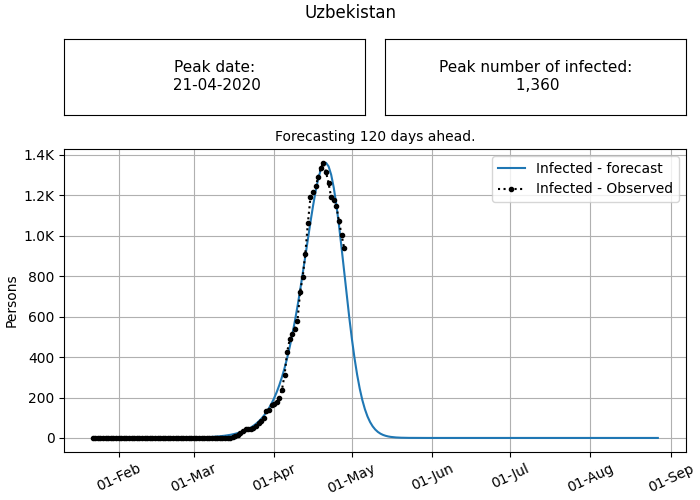 Uzbekistan
Peak date:
21-04-2020
Peak number of infected:
1,360
Forecasting 120 days ahead.
1.4K
1.2K
1.0K
800
600
400
200
0
Persons
Infected - forecast
Infected - Observed
01-Feb
01-Mar
01-Apr
01-May
01-Jun
01-Jul
01-Aug
01-Sep